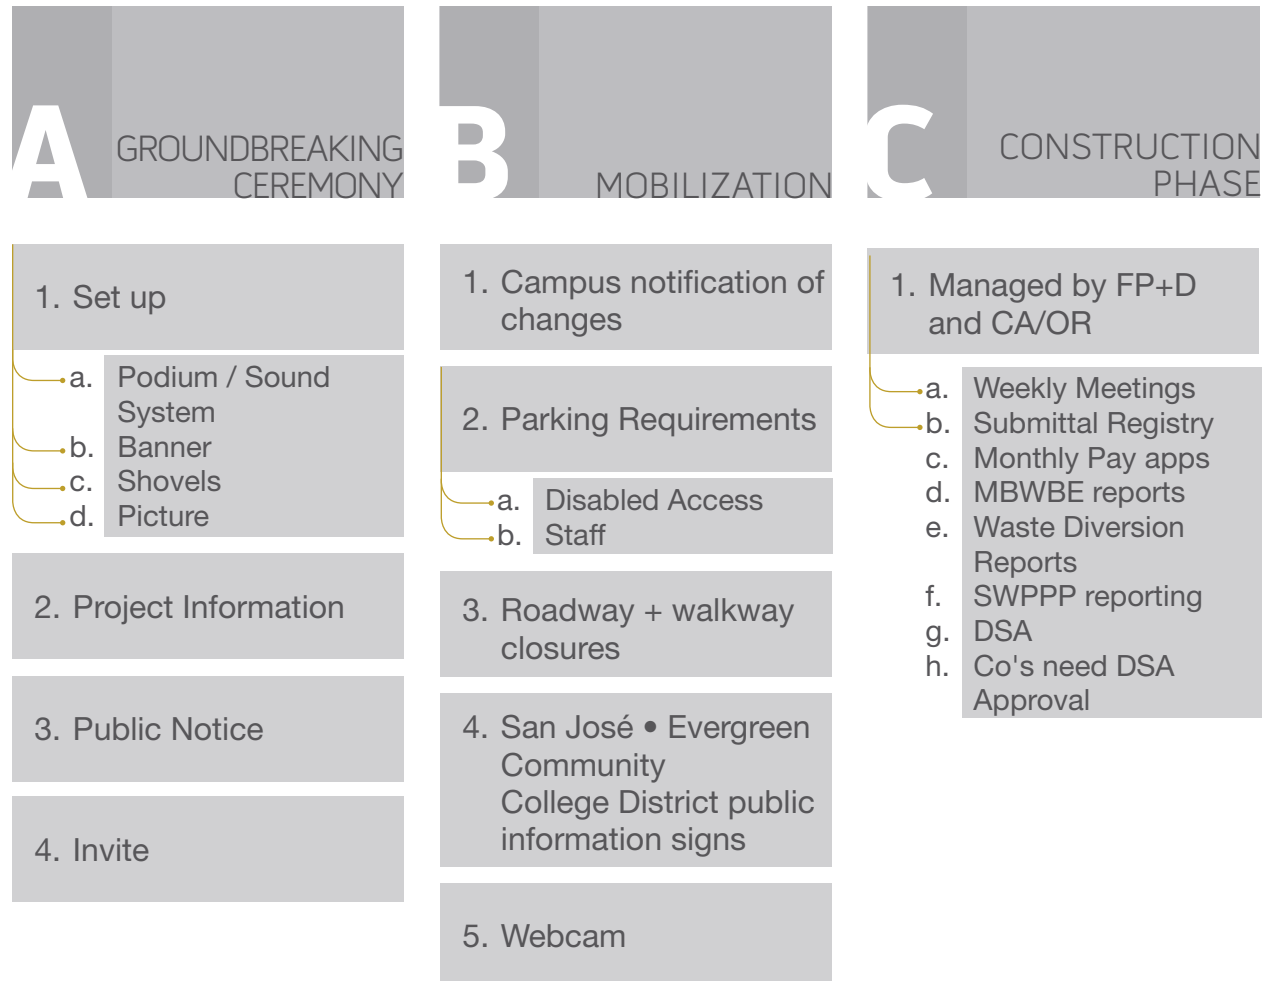 A
GROUNDBREAKING
CEREMONY
1. Set up
a. Podium / Sound
System
b. Banner
c. Shovels
d. Picture
2. Project Information
3. Public Notice
4. Invite
B
MOBILIZATION
1. Campus notification of
changes
2. Parking Requirements
a. Disabled Access
b. Staff
3. Roadway + walkway
closures
4. San José • Evergreen
Community
College District public
information signs
5. Webcam
C
CONSTRUCTION
PHASE
1. Managed by FP+D
and CA/OR
a. Weekly Meetings
b. Submittal Registry
c. Monthly Pay apps
d. MBWBE reports
e. Waste Diversion
Reports
f. SWPPP reporting
g. DSA
h. Co's need DSA
Approval